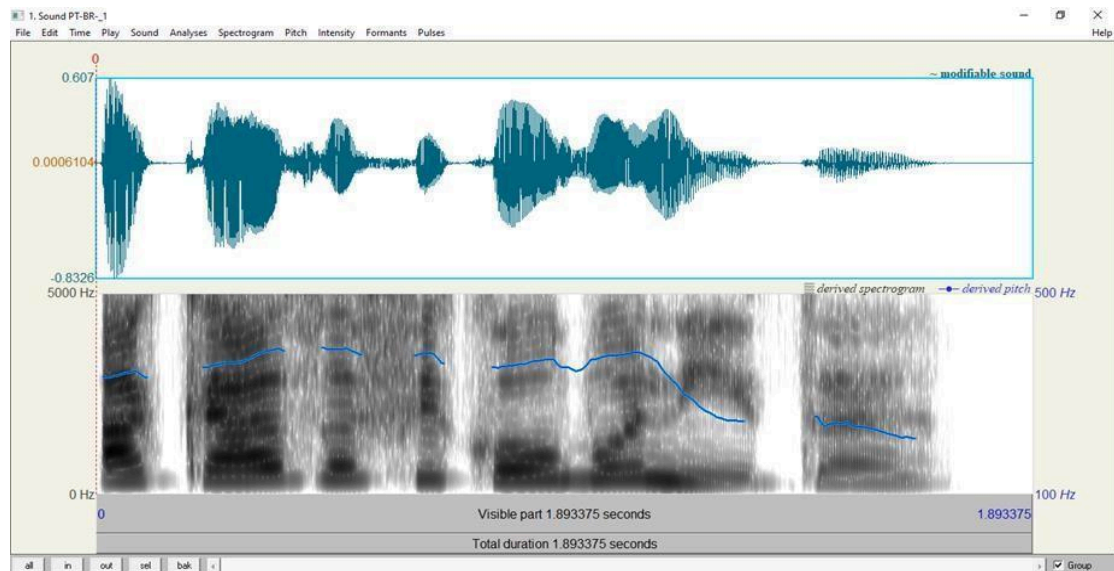 1. Sound PT-BR-_1
File Edit Time Play Sound Analyses Spectrogram Pitch Intensity Formants Pulses Help
0
0.607
~ modifiable sound
0.0006104
-0.8326
5000 Hz
derived spectrogram derived pitch
500 Hz
0 Hz
100 Hz
0 Visible part 1.893375 seconds 1.893375
Total duration 1.893375 seconds
all in out sel bak Group